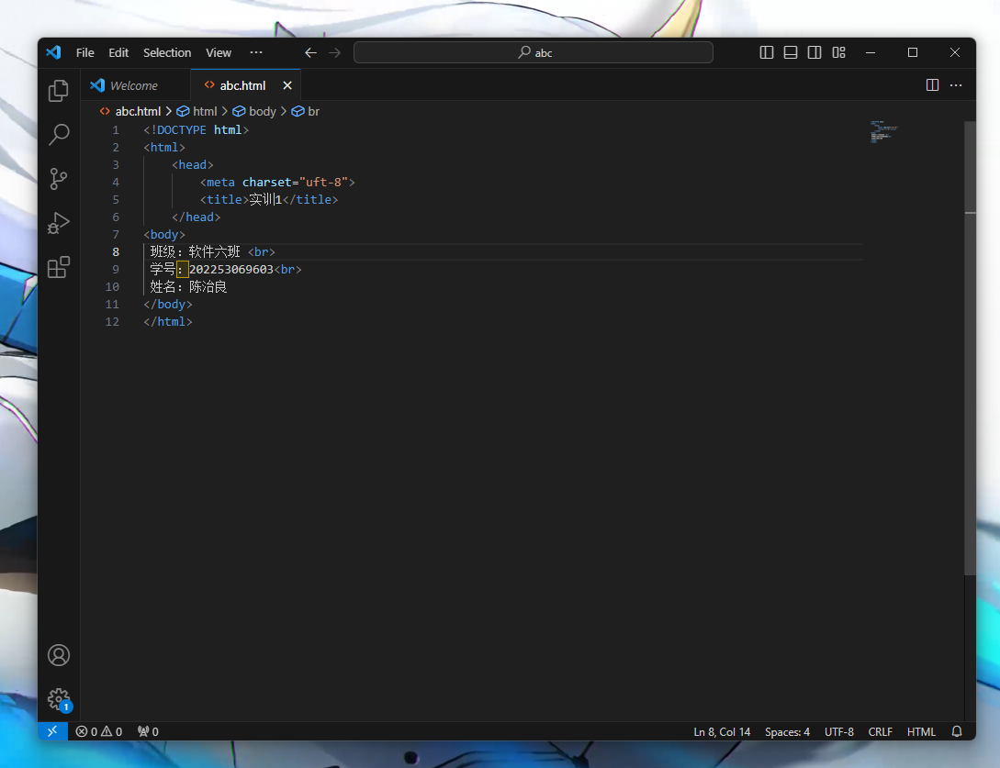 File Edit Selection View ··· abc
Welcome abc.html
abc.html > html > body > br
1 <!DOCTYPE html>
2 <html>
3 <head>
4 <meta charset="uft-8">
5 <title>实训1</title>
6 </head>
7 <body>
8 班级：软件六班 <br>
9 学号：202253069603<br>
10 姓名：陈冶良
11 </body>
12 </html>
1
0 0 0 Ln 8, Col 14 Spaces: 4 UTF-8 CRLF HTML